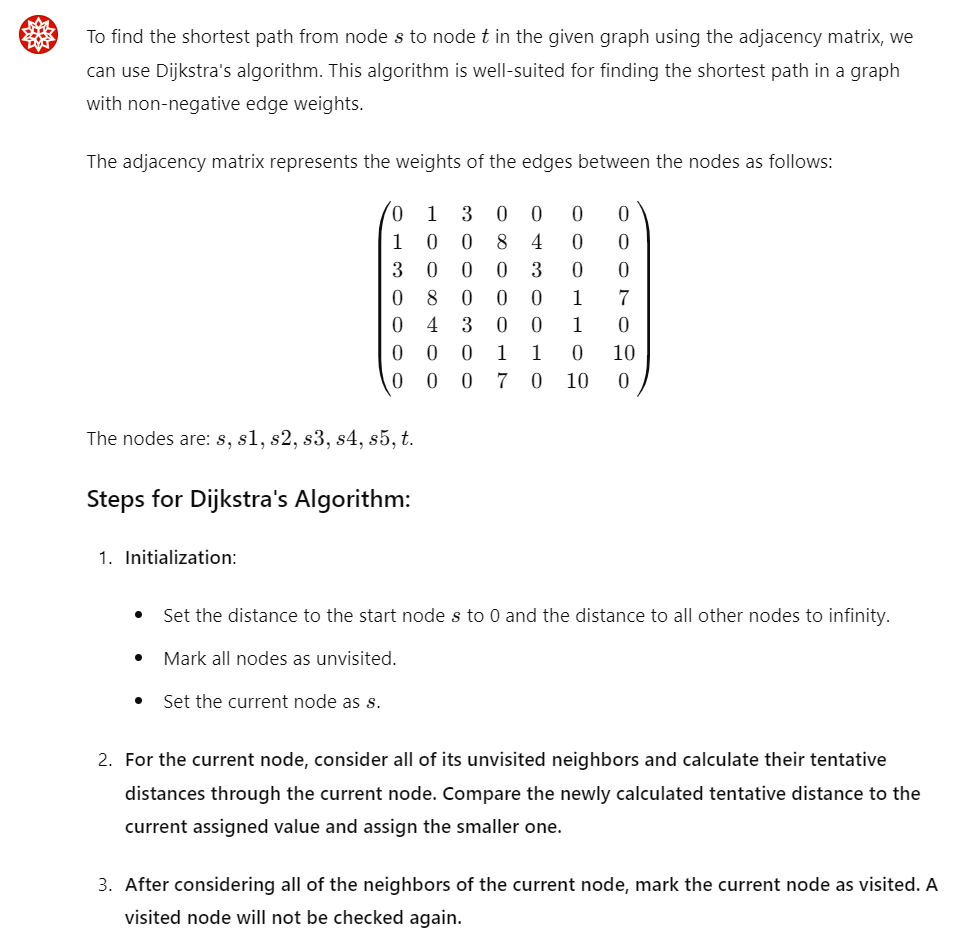 To find the shortest path from node s to node t in the given graph using the adjacency matrix, we
can use Dijkstra's algorithm. This algorithm is well-suited for finding the shortest path in a graph
with non-negative edge weights.
The adjacency matrix represents the weights of the edges between the nodes as follows:
0 1 3 0 0 0 0
1 0 0 8 4 0 0
3 0 0 0 3 0 0
0 8 0 0 0 1 7
0 4 3 0 0 1 0
0 0 0 1 1 0 10
0 0 0 7 0 10 0
The nodes are: s, s1, s2, s3, s4, s5, t.
Steps for Dijkstra's Algorithm:
1. Initialization:
• Set the distance to the start node s to 0 and the distance to all other nodes to infinity.
• Mark all nodes as unvisited.
• Set the current node as s.
2. For the current node, consider all of its unvisited neighbors and calculate their tentative
distances through the current node. Compare the newly calculated tentative distance to the
current assigned value and assign the smaller one.
3. After considering all of the neighbors of the current node, mark the current node as visited. A
visited node will not be checked again.